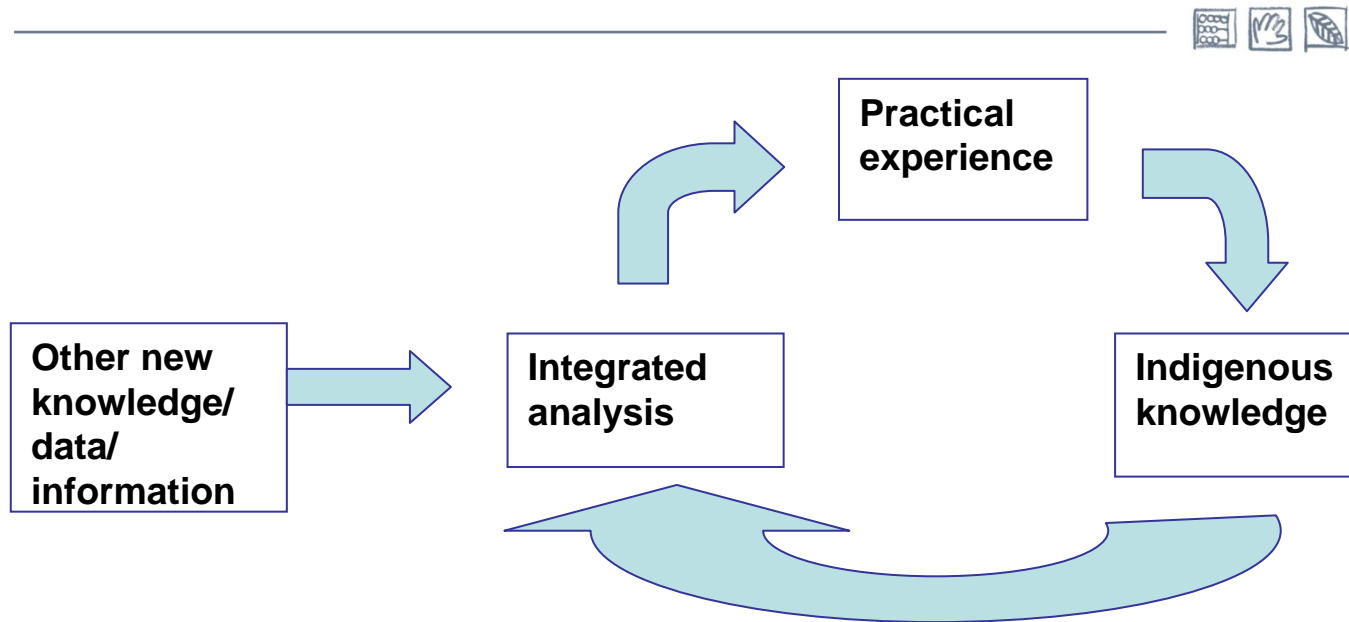 Practical
experience
Other new
knowledge/
data/
information
Integrated
analysis
Indigenous
knowledge